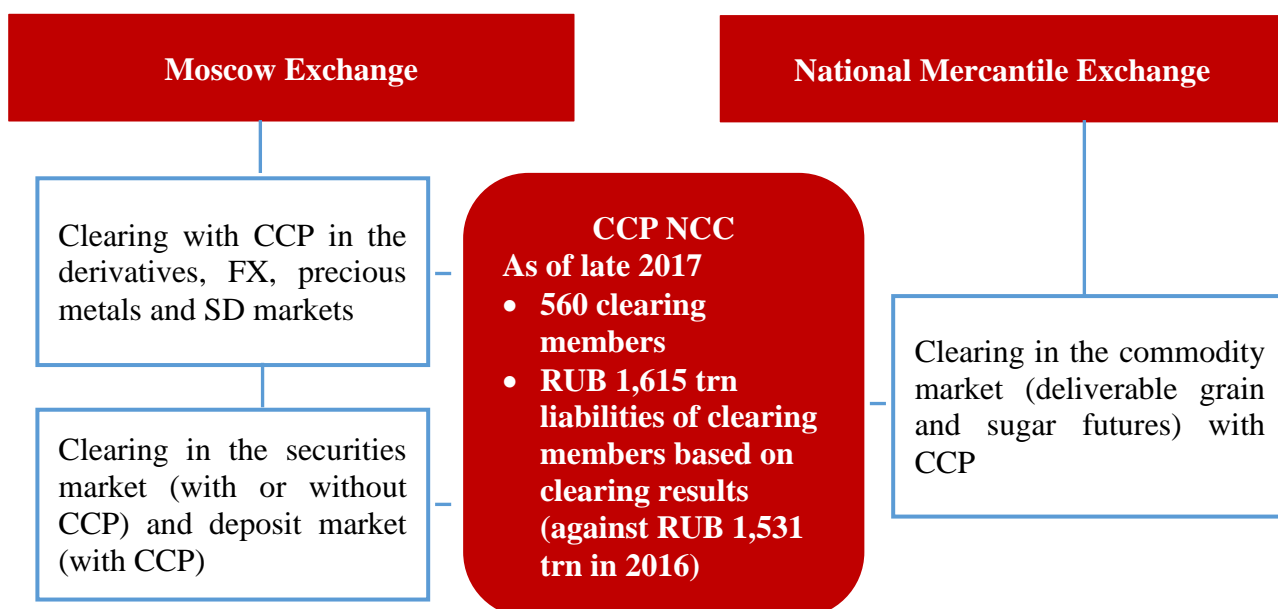 Moscow Exchange
National Mercantile Exchange
Clearing with CCP in the
derivatives, FX, precious
metals and SD markets
Clearing in the securities
market (with or without
CCP) and deposit market
(with CCP)
CCP NCC
As of late 2017
• 560 clearing
members
• RUB 1,615 trn
liabilities of clearing
members based on
clearing results
(against RUB 1,531
trn in 2016)
Clearing in the commodity
market (deliverable grain
and sugar futures) with
CCP